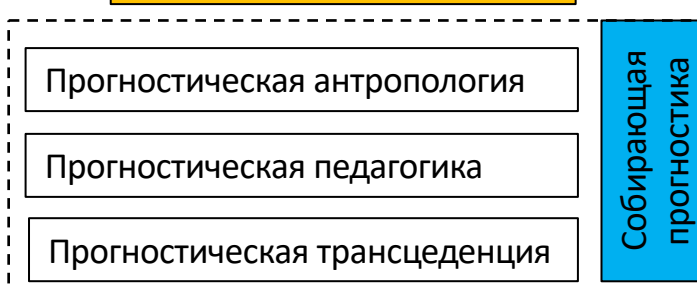 Прогностическая антропология
Прогностическая педагогика
Прогностическая трансцеденция
Собирающая
прогностика